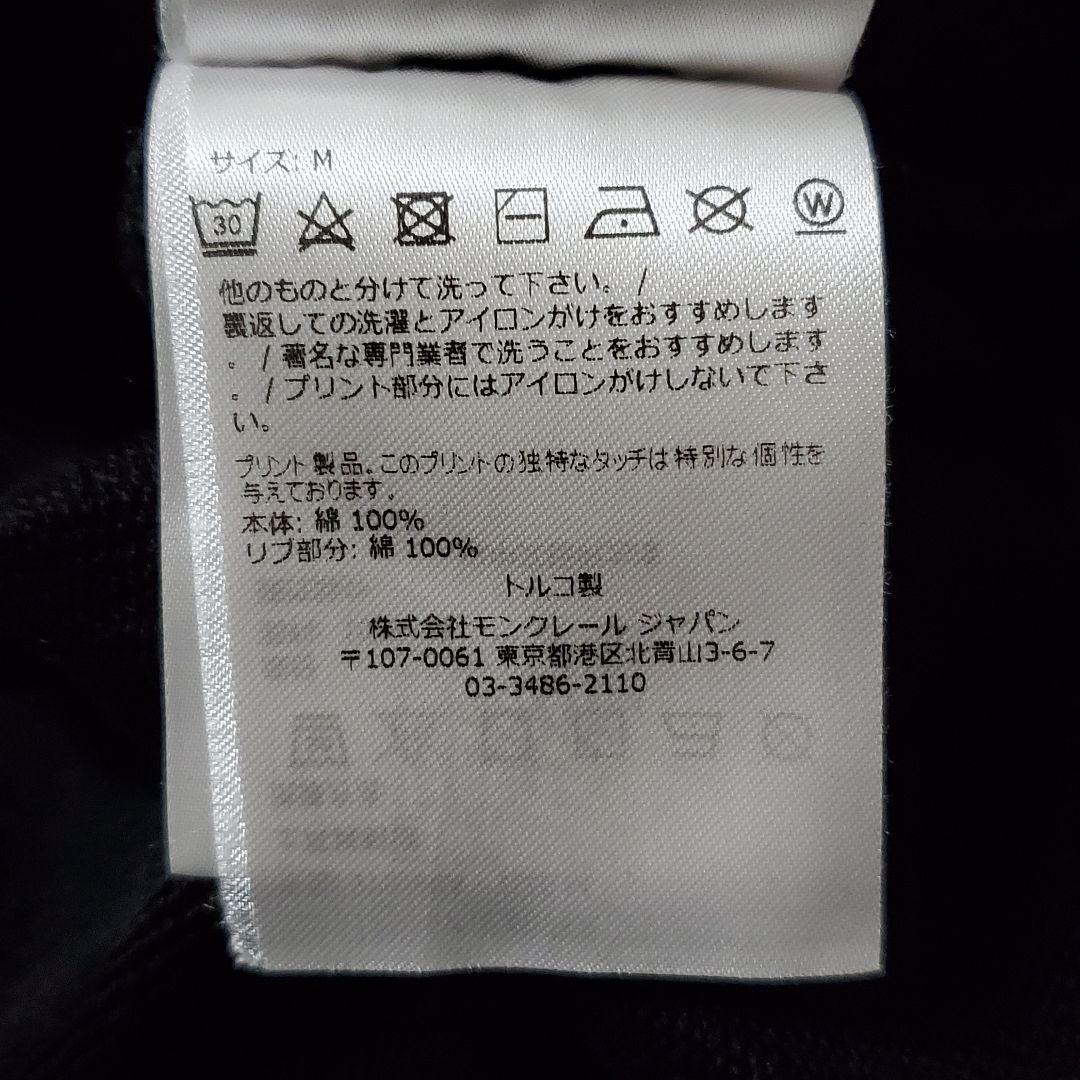 サイズ: M
30
W
他のものと分けて洗って下さい。 /
裏返しての洗濯とアイロンがけをおすすめします
。 / 著名な専門業者で洗うことをおすすめします
。 / プリント部分にはアイロンがけしないで下さ
い。
プリント製品。このプリントの独特なタッチは特別な個性を
与えております。
本体: 綿 100%
リブ部分: 綿 100%
トルコ製
株式会社モンクレール ジャパン
〒107-0061 東京都港区北青山3-6-7
03-3486-2110